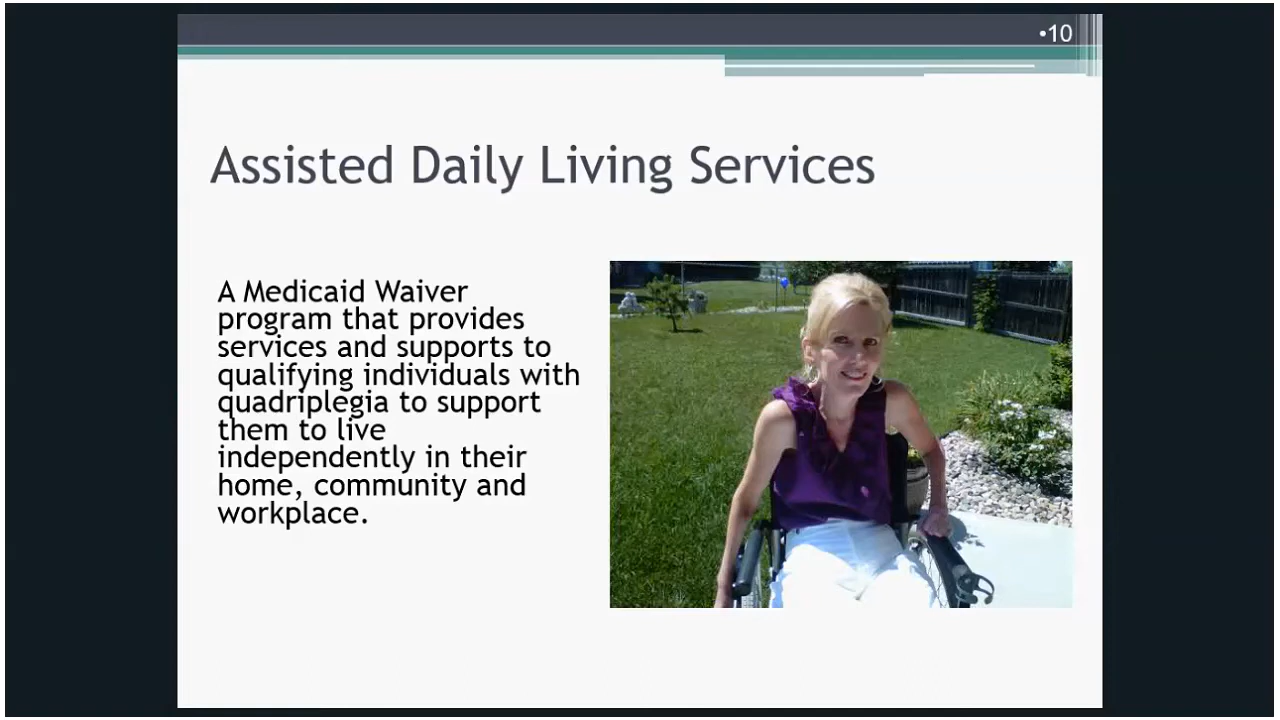 •10
Assisted Daily Living Services
A Medicaid Waiver
program that provides
services and supports to
qualifying individuals with
quadriplegia to support
them to live
independently in their
home, community and
workplace.